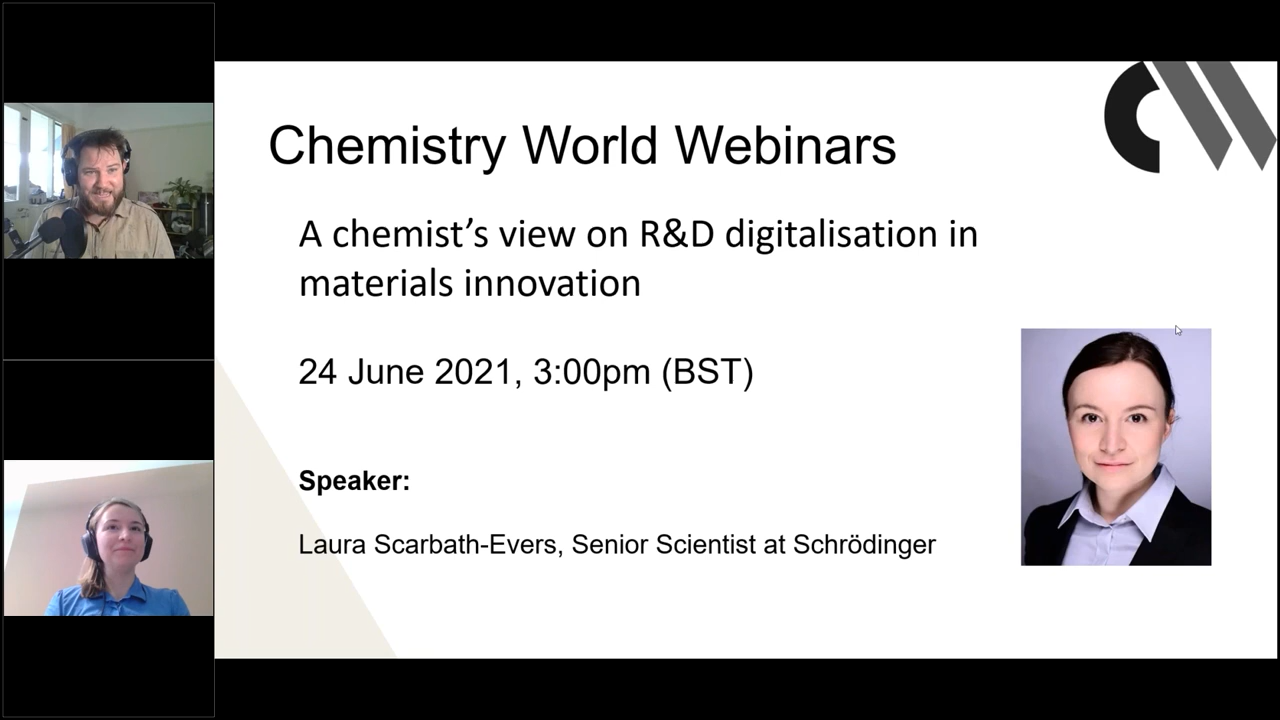 Chemistry World Webinars
A chemist’s view on R&D digitalisation in
materials innovation
24 June 2021, 3:00pm (BST)
Speaker:
Laura Scarbath-Evers, Senior Scientist at Schrödinger